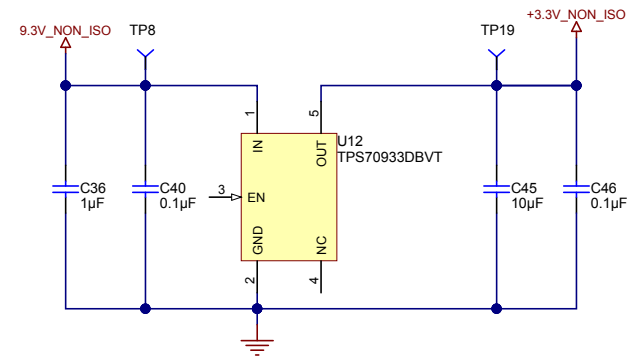 +3.3V_NON_ISO
9.3V_NON_ISO
TP8
TP19
1
5
U12
TPS70933DBVT
IN
OUT
C36
1µF
C40
0.1µF
3
EN
C45
10µF
C46
0.1µF
GND
NC
2
4